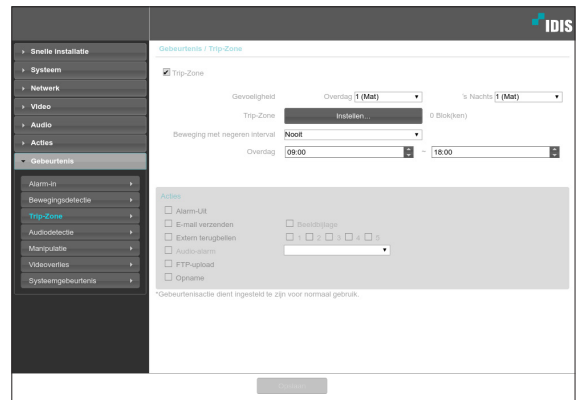 IDIS
Snelle installatie
Systeem
Netwerk
Video
Audio
Acties
Gebeurtenis
Alarm-in
Bewegingsdetectie
Trip-Zone
Audiodetectie
Manipulatie
Videoverlies
Systeemgebeurtenis
Gebeurtenis / Trip-Zone
Trip-Zone
Gevoeligheid Overdag 1 (Mat) 's Nachts 1 (Mat)
Trip-Zone Instellen... 0 Blok(ken)
Beweging met negeren interval Nooit
Overdag 09:00 ~ 18:00
Acties
Alarm-Uit
E-mail verzenden Beeldbijlage
Extern terugbellen 1 2 3 4 5
Audio-alarm
FTP-upload
Opname
*Gebeurtenisactie dient ingesteld te zijn voor normaal gebruik.
Opslaan